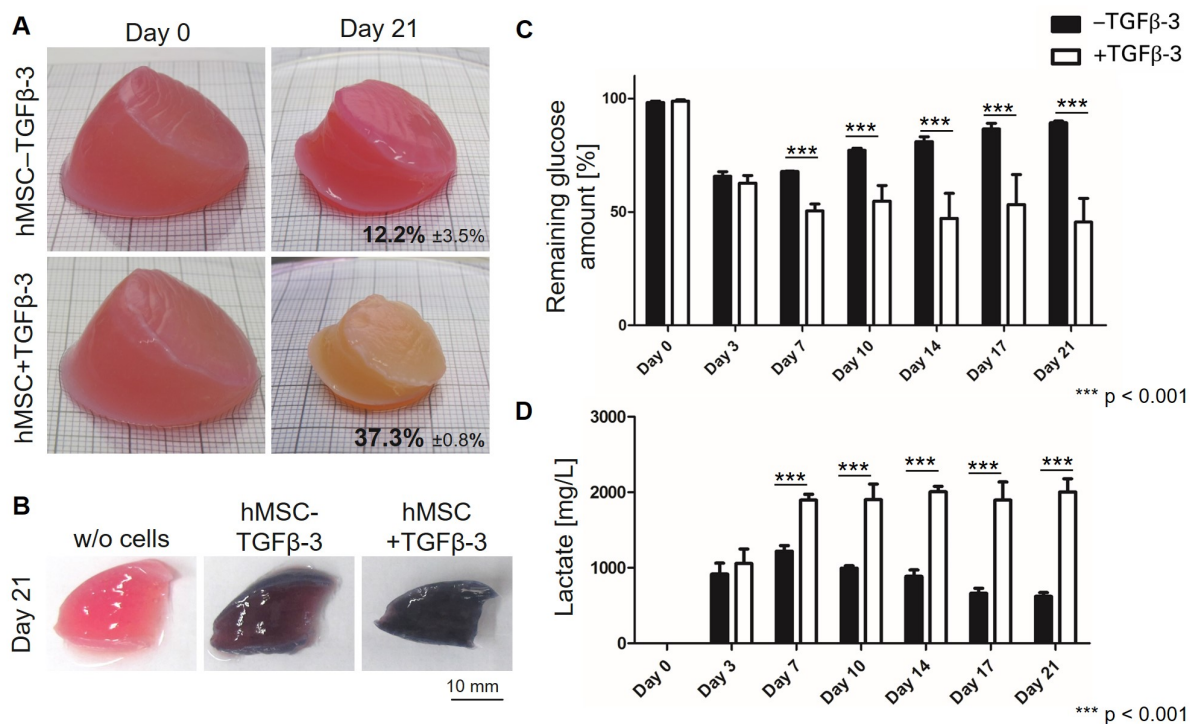 A
Day 0
Day 21
hMSC–TGFβ-3
12.2% ±3.5%
hMSC+TGFβ-3
37.3% ±0.8%
B
w/o cells
hMSC-
TGFβ-3
hMSC
+TGFβ-3
Day 21
10 mm
C
–TGFβ-3
+TGFβ-3
Remaining glucose
amount [%]
100
50
0
*** *** *** *** ***
Day 0 Day 3 Day 7 Day 10 Day 14 Day 17 Day 21
*** p < 0.001
D
Lactate [mg/L]
3000
2000
1000
0
*** *** *** *** ***
Day 0 Day 3 Day 7 Day 10 Day 14 Day 17 Day 21
*** p < 0.001